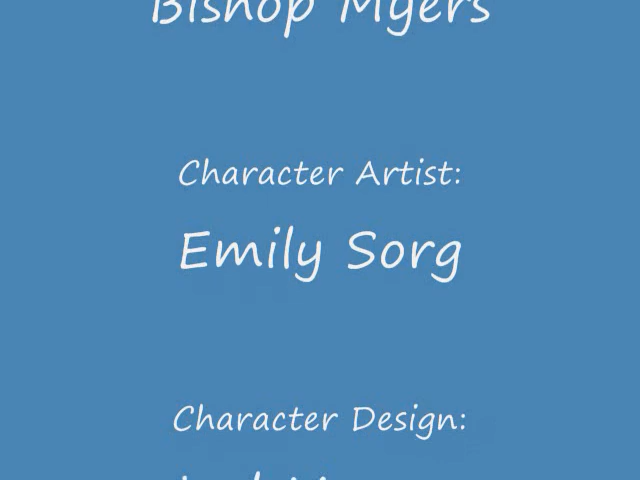 Bishop Myers
Character Artist:
Emily Sorg
Character Design: